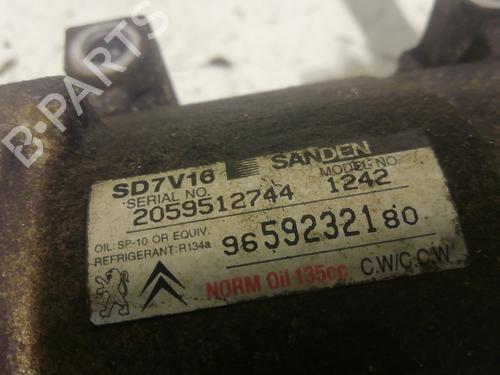 B-PARTS
SD7V16 SANDEN
SERIAL NO. MODEL NO.
2059512744 1242
OIL: SP-10 OR EQUIV.
REFRIGERANT: R134a
9659232180
NORM Oil 135cc C.W/C.C.W